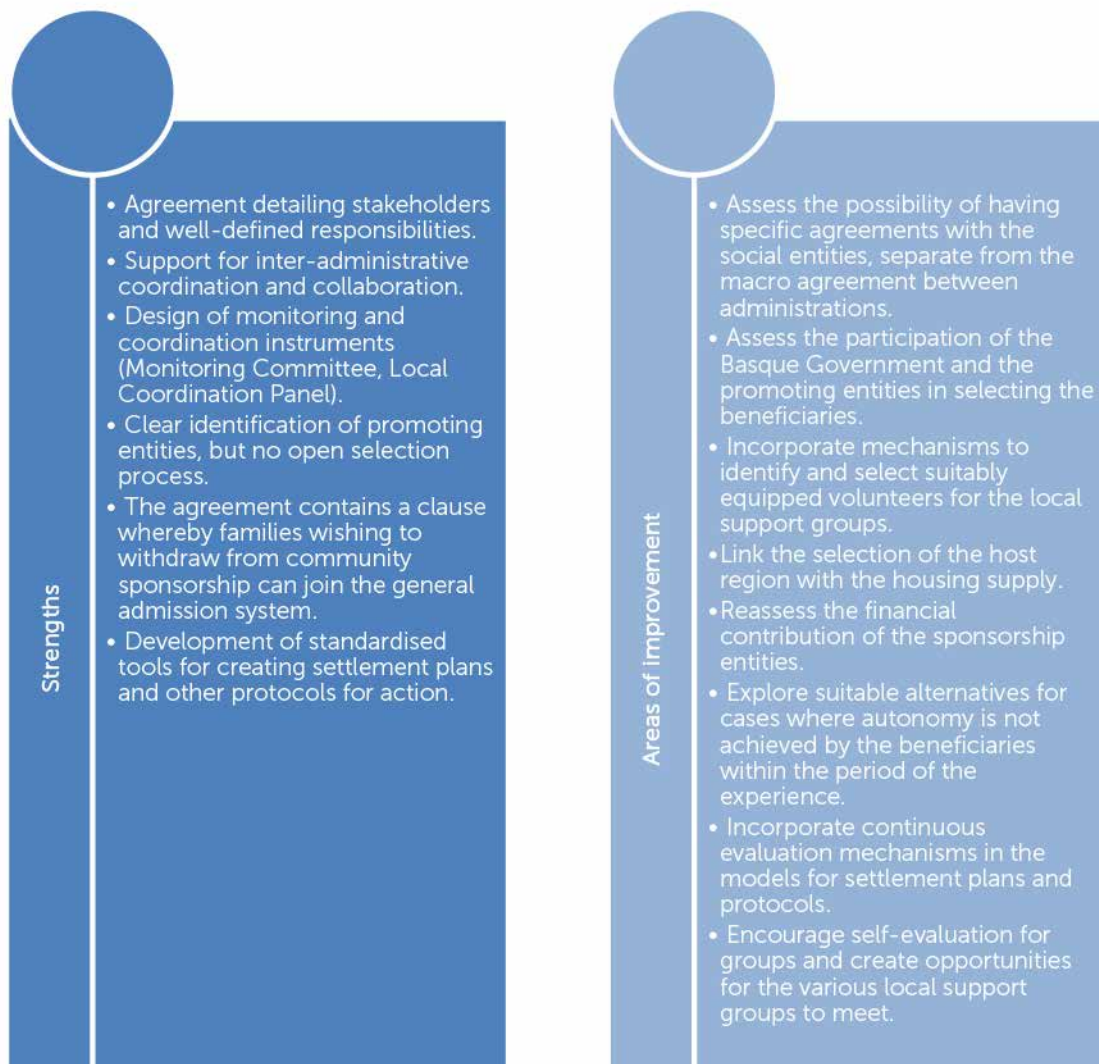 Strengths
• Agreement detailing stakeholders
and well-defined responsibilities.
• Support for inter-administrative
coordination and collaboration.
• Design of monitoring and
coordination instruments
(Monitoring Committee, Local
Coordination Panel).
• Clear identification of promoting
entities, but no open selection
process.
• The agreement contains a clause
whereby families wishing to
withdraw from community
sponsorship can join the general
admission system.
• Development of standardised
tools for creating settlement plans
and other protocols for action.
Areas of improvement
• Assess the possibility of having
specific agreements with the
social entities, separate from the
macro agreement between
administrations.
• Assess the participation of the
Basque Government and the
promoting entities in selecting the
beneficiaries.
• Incorporate mechanisms to
identify and select suitably
equipped volunteers for the local
support groups.
•Link the selection of the host
region with the housing supply.
•Reassess the financial
contribution of the sponsorship
entities.
• Explore suitable alternatives for
cases where autonomy is not
achieved by the beneficiaries
within the period of the
experience.
• Incorporate continuous
evaluation mechanisms in the
models for settlement plans and
protocols.
• Encourage self-evaluation for
groups and create opportunities
for the various local support
groups to meet.